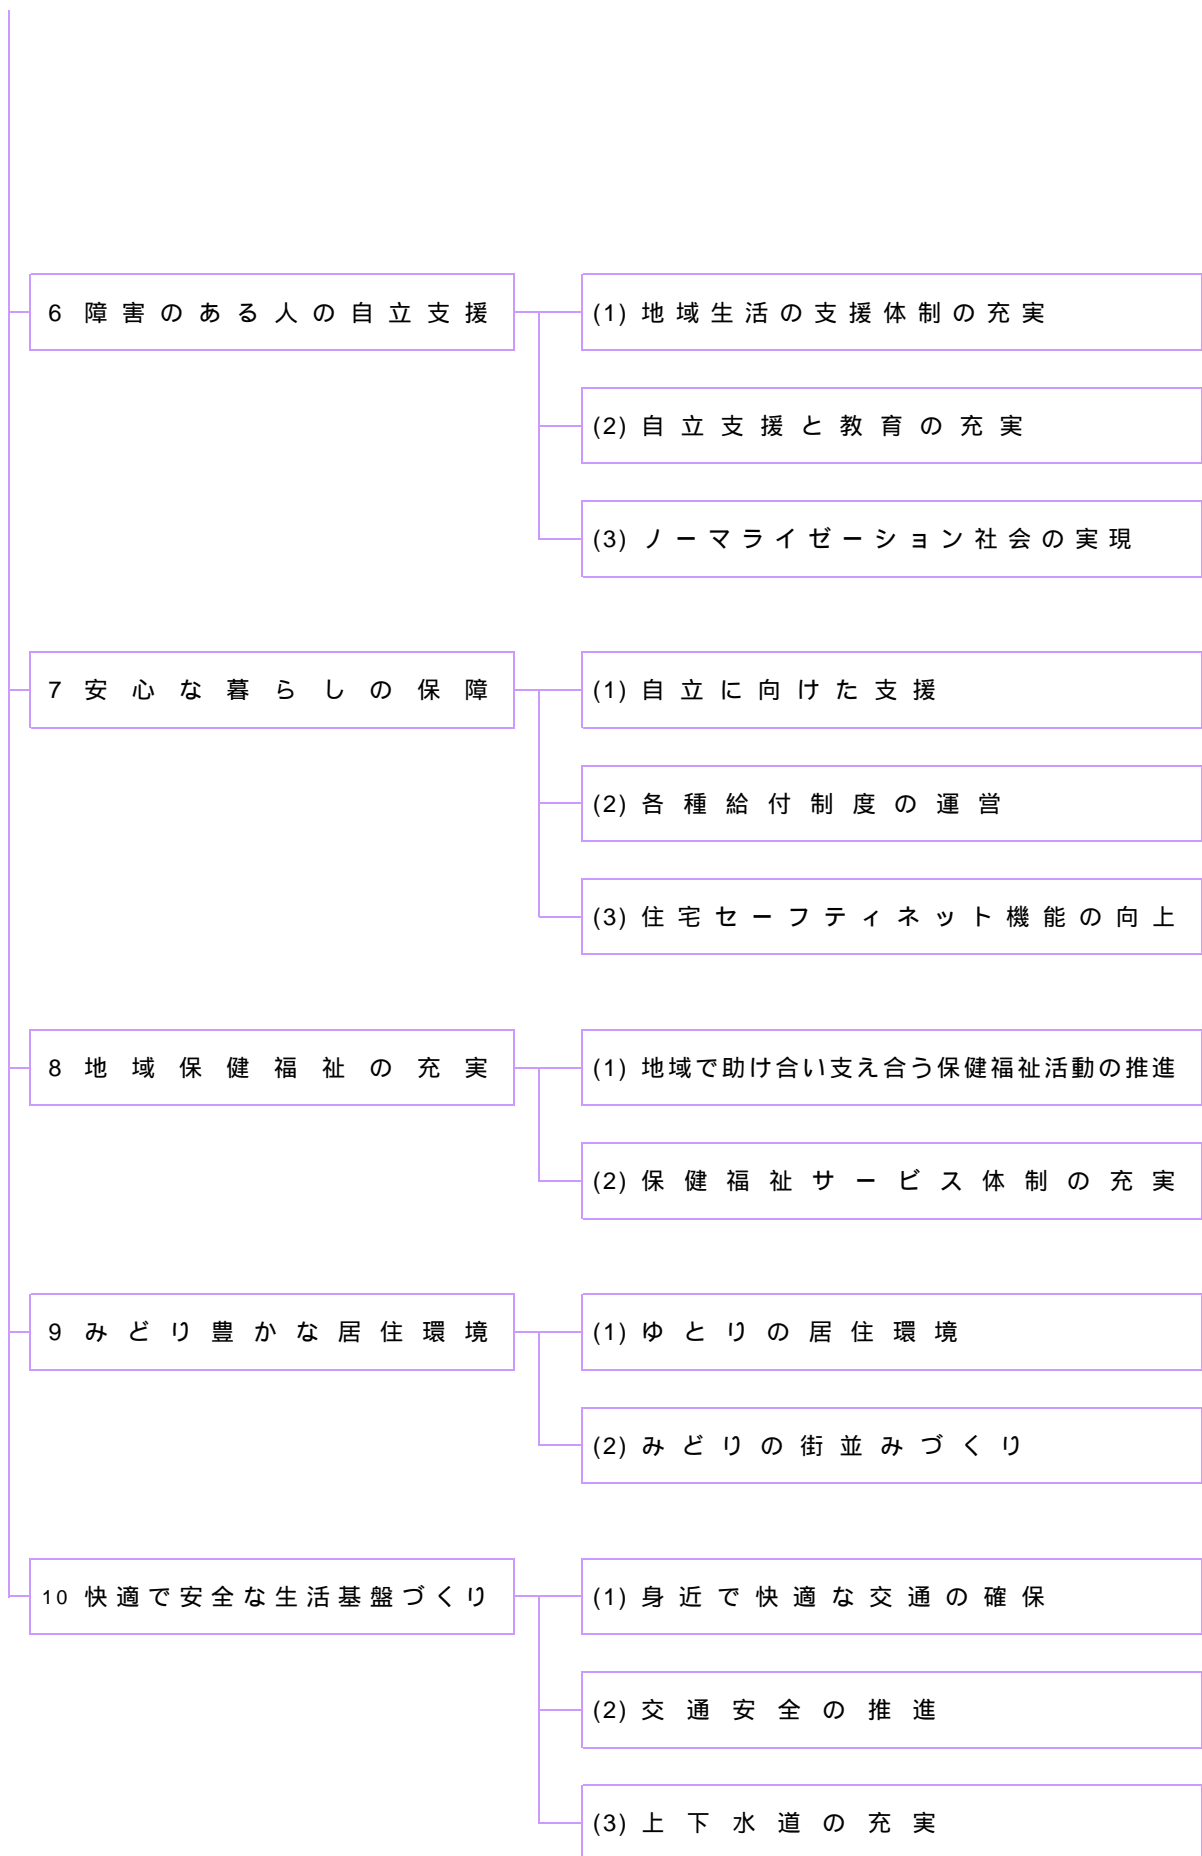 6 障害のある人の自立支援
(1) 地域生活の支援体制の充実
(2) 自立支援と教育の充実
(3) ノーマライゼーション社会の実現
7 安心な暮らしの保障
(1) 自立に向けた支援
(2) 各種給付制度の運営
(3) 住宅セーフティネット機能の向上
8 地域保健福祉の充実
(1) 地域で助け合い支え合う保健福祉活動の推進
(2) 保健福祉サービス体制の充実
9 みどり豊かな居住環境
(1) ゆとりの居住環境
(2) みどりの街並みづくり
10 快適で安全な生活基盤づくり
(1) 身近で快適な交通の確保
(2) 交通安全の推進
(3) 上下水道の充実